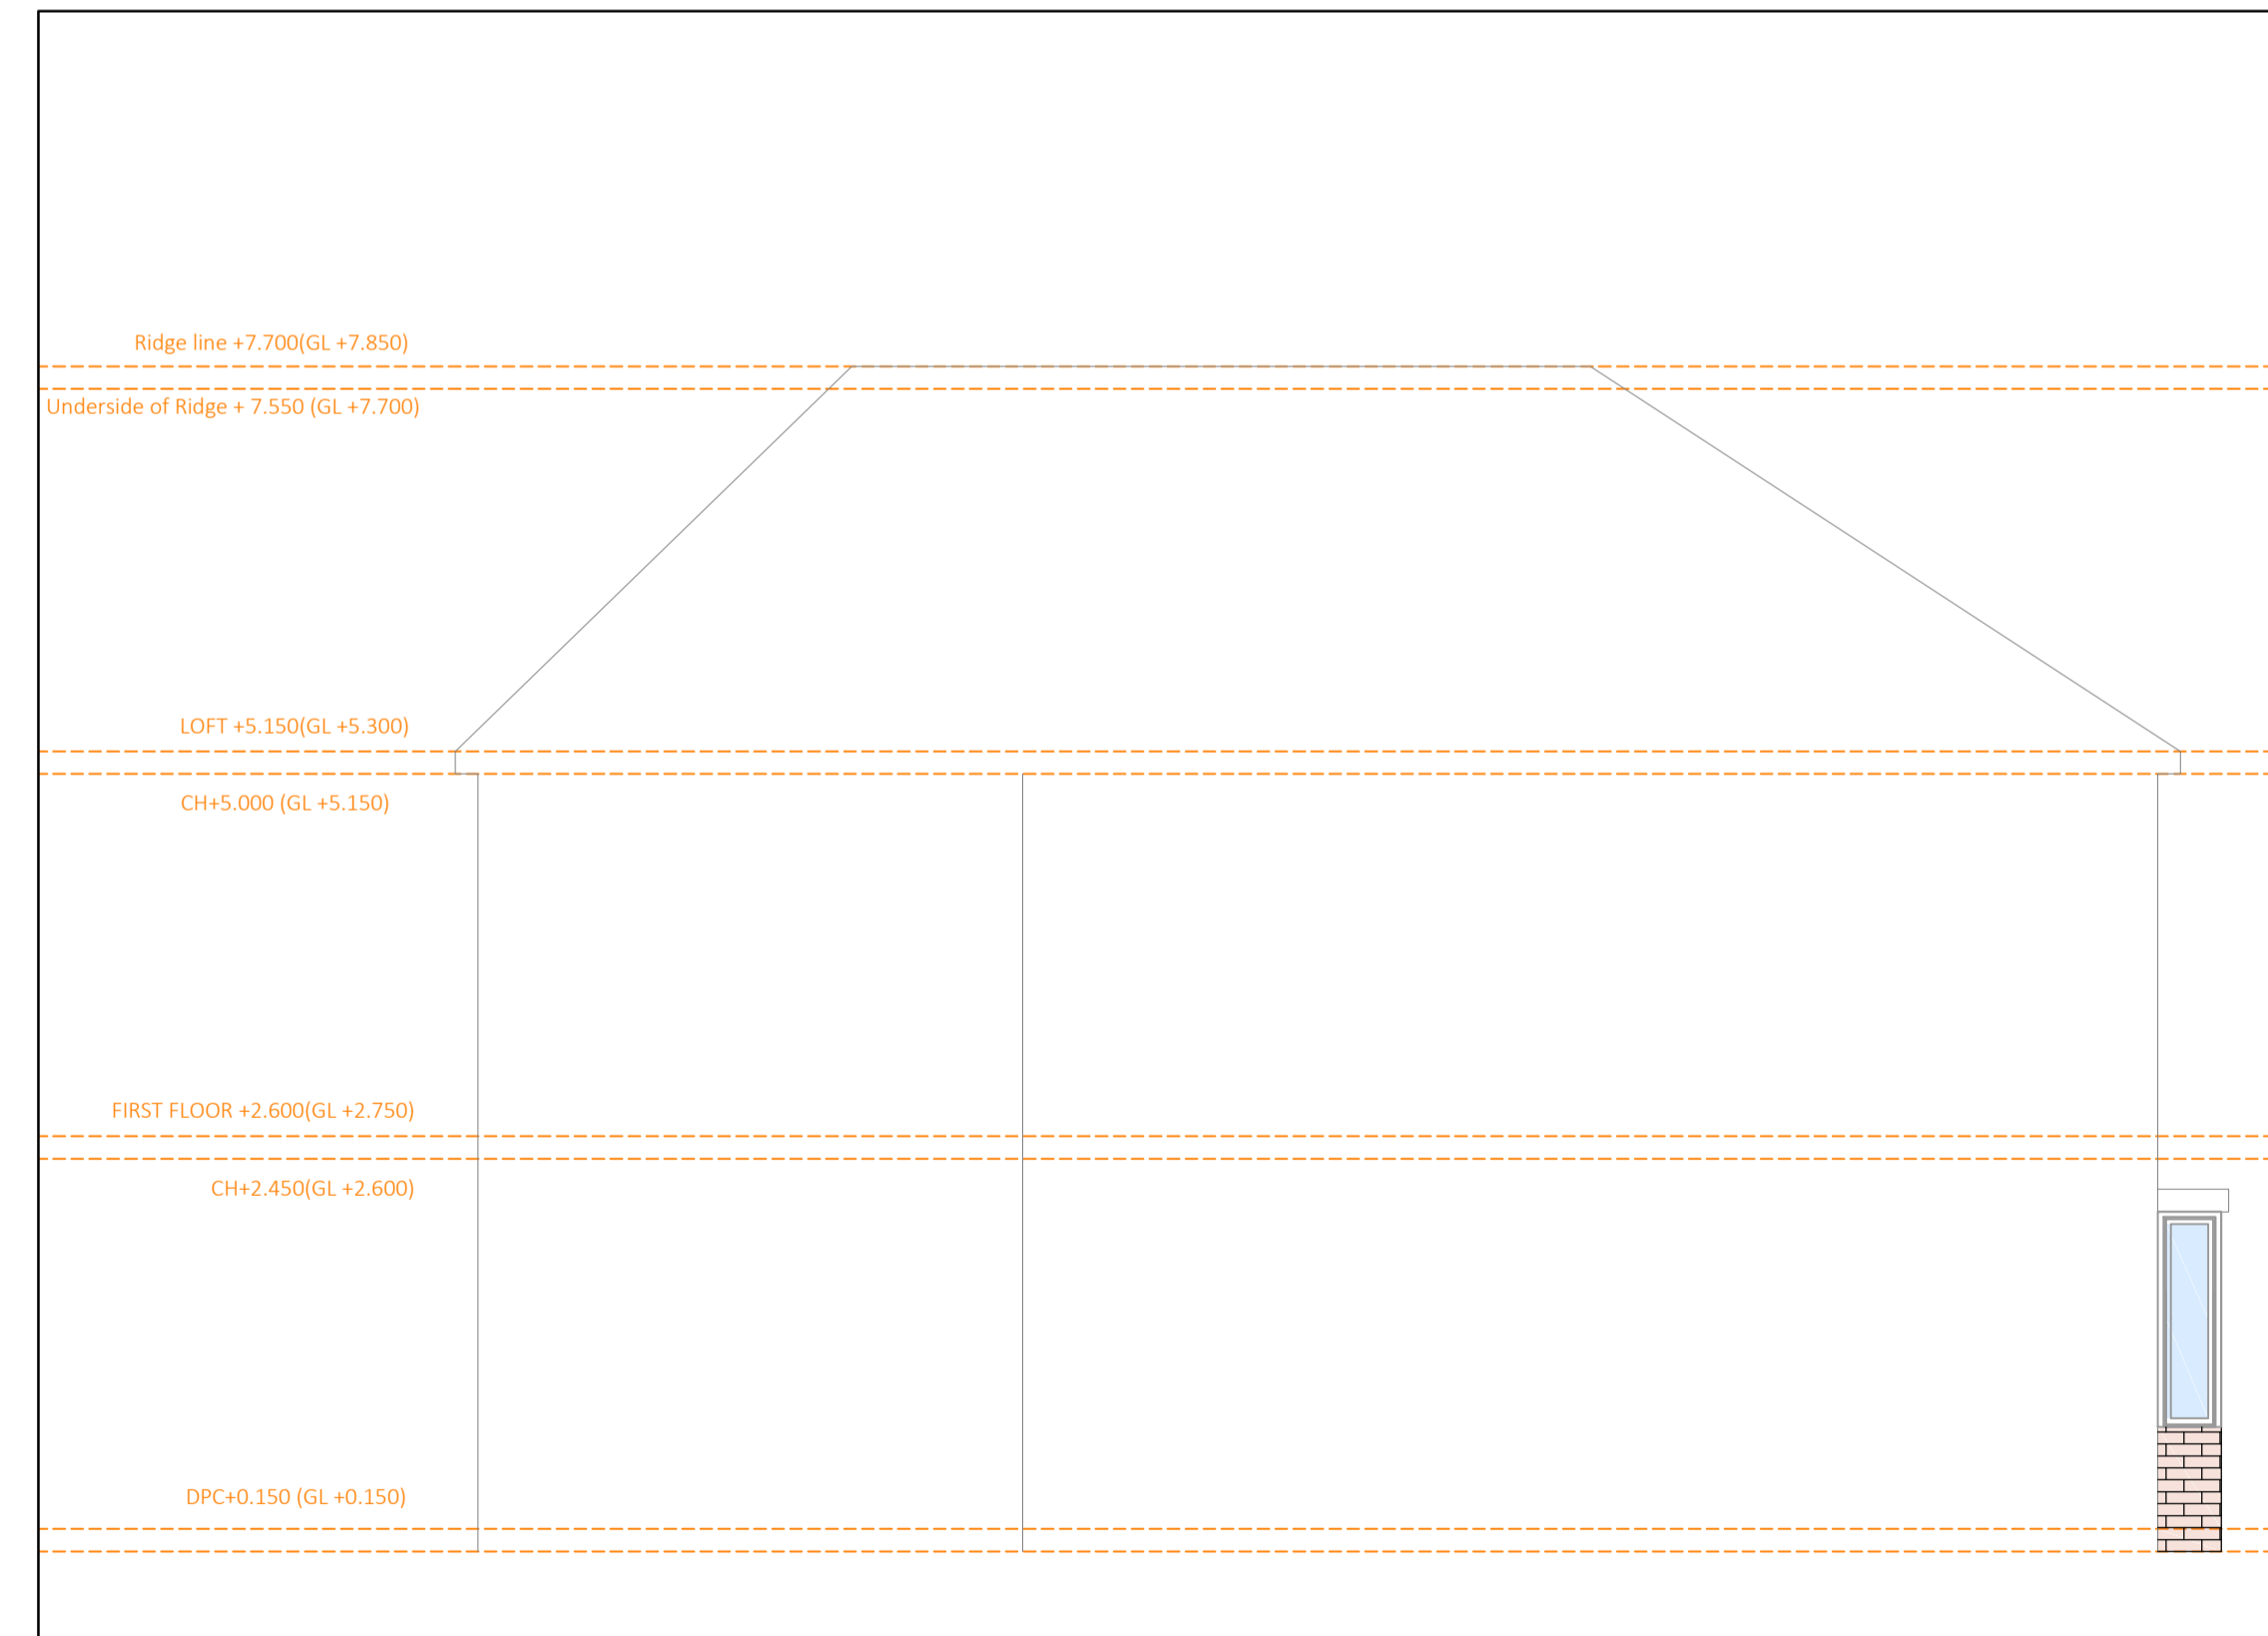 Ridge line +7.700(GL +7.850)
Underside of Ridge + 7.550 (GL +7.700)
LOFT +5.150(GL +5.300)
CH+5.000 (GL +5.150)
FIRST FLOOR +2.600(GL +2.750)
CH+2.450(GL +2.600)
DPC+0.150 (GL +0.150)